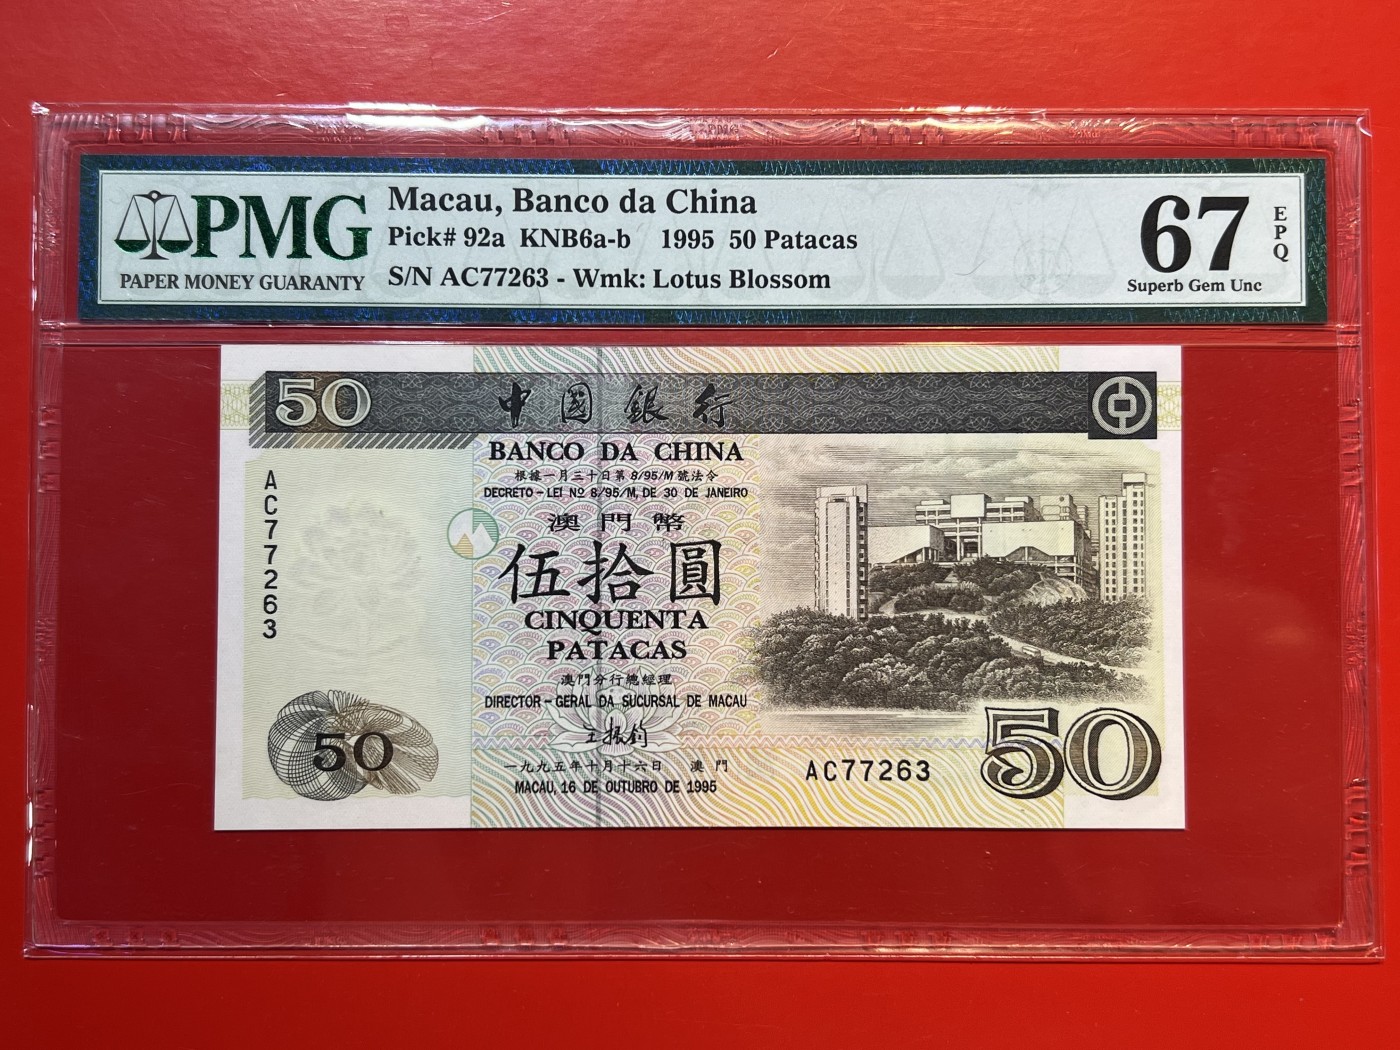 PMG
PAPER MONEY GUARANTY
Macau, Banco da China
Pick# 92a KNB6a-b 1995 50 Patacas
S/N AC77263 - Wmk: Lotus Blossom
67
EPQ
Superb Gem Unc
50
中國銀行
BANCO DA CHINA
根據一月三十日第8/95/M號法令
DECRETO-LEI Nº 8/95/M, DE 30 DE JANEIRO
澳門幣
伍拾圓
CINQUENTA
PATACAS
澳門分行總經理
DIRECTOR-GERAL DA SUCURSAL DE MACAU
王振鈞
一九九五年十月十六日 澳門
MACAU, 16 DE OUTUBRO DE 1995
AC77263
50
AC77263
50